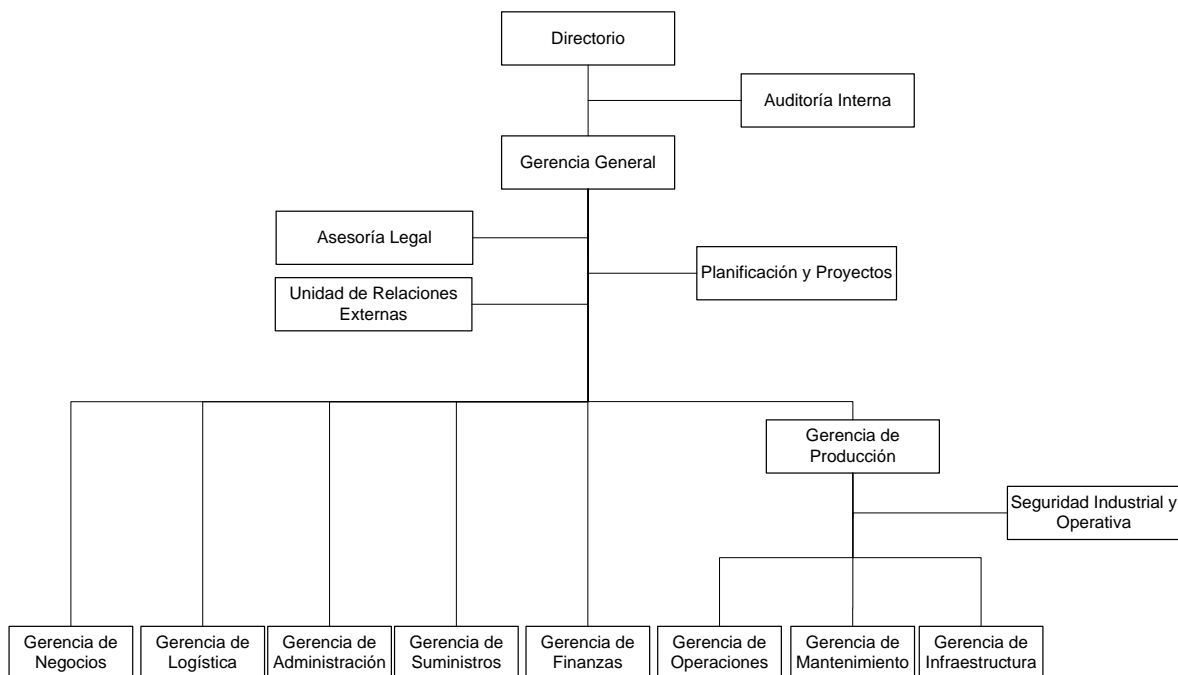 Directorio
Auditoría Interna
Gerencia General
Asesoría Legal
Planificación y Proyectos
Unidad de Relaciones
Externas
Gerencia de
Producción
Seguridad Industrial y
Operativa
Gerencia de
Negocios
Gerencia de
Logística
Gerencia de
Administración
Gerencia de
Suministros
Gerencia de
Finanzas
Gerencia de
Operaciones
Gerencia de
Mantenimiento
Gerencia de
Infraestructura